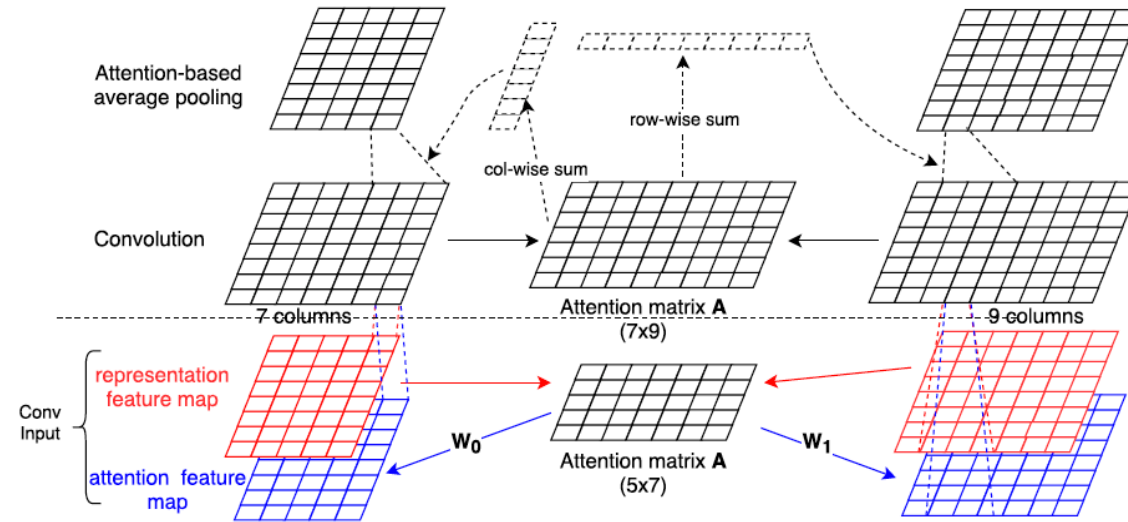 Attention-based
average pooling
row-wise sum
col-wise sum
Convolution
7 columns
Attention matrix A
(7x9)
9 columns
representation
feature map
Conv
Input
attention feature
map
W0
Attention matrix A
(5x7)
W1